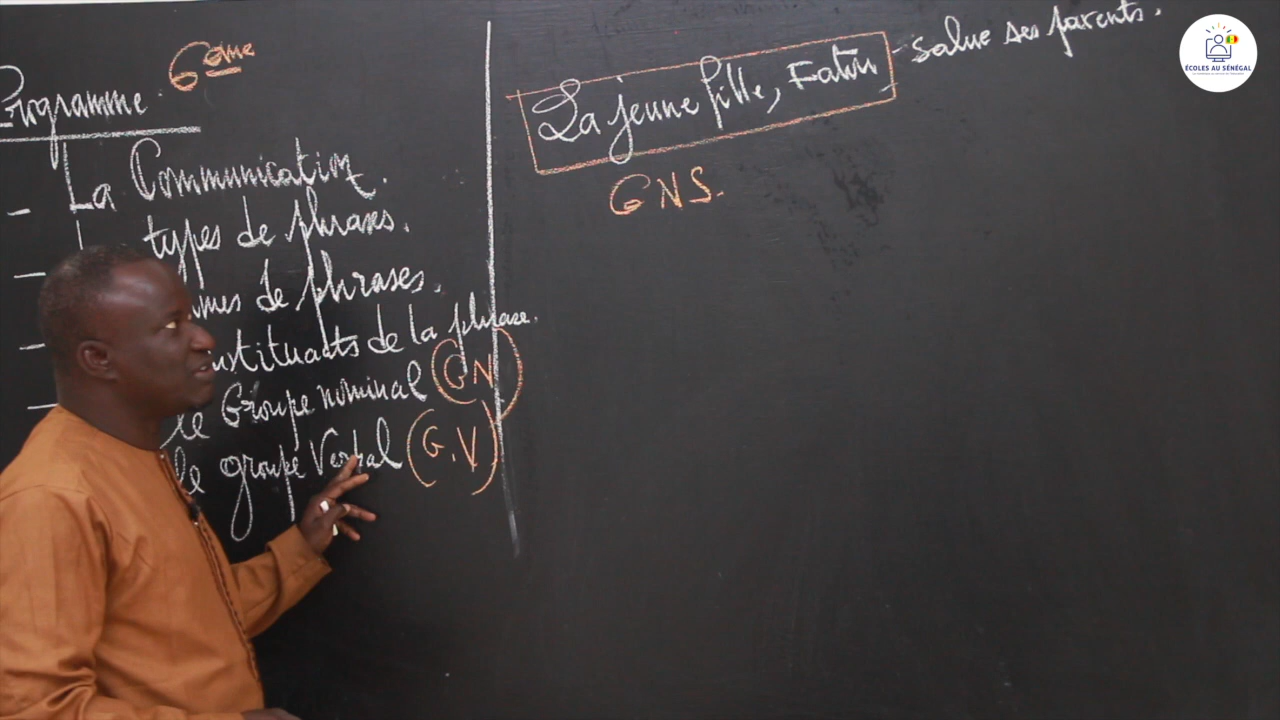 Programme 6ème
- La Communication.
- types de phrases.
- de phrases.
- de la phrase.
le Groupe nominal (GN)
le groupe Verbal (G.V)
La jeune fille, Fatou salue ses parents.
GNS.
ÉCOLES AU SÉNÉGAL